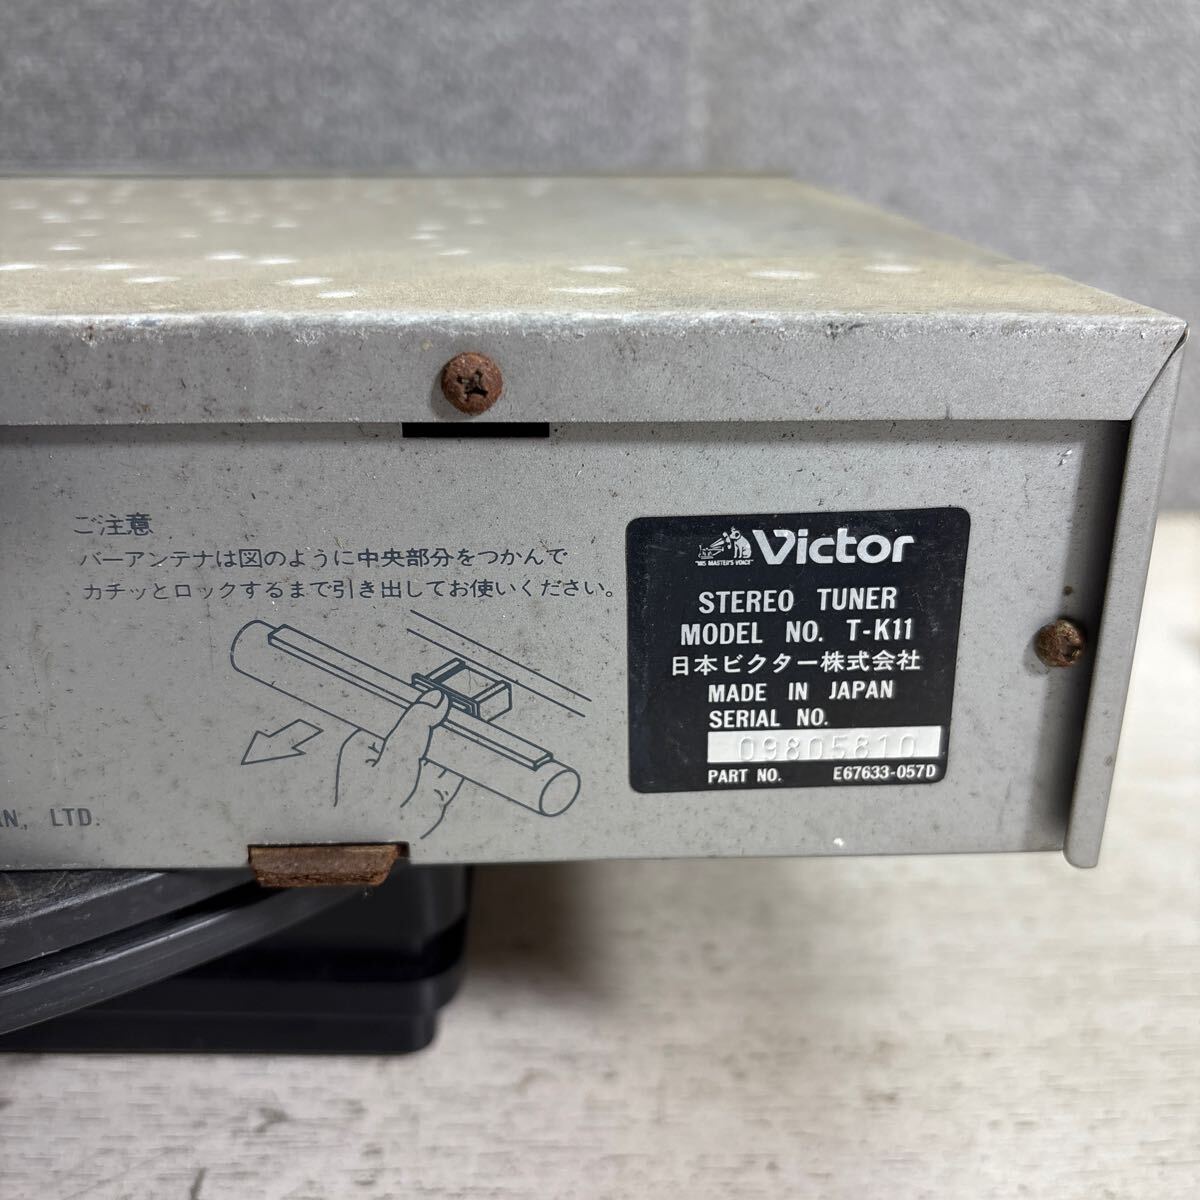 ご注意
バーアンテナは図のように中央部分をつかんで
カチッとロックするまで引き出してお使いください。
N, LTD.
"HIS MASTER'S VOICE"
Victor
STEREO TUNER
MODEL NO. T-K11
日本ビクター株式会社
MADE IN JAPAN
SERIAL NO.
09805810
PART NO. E67633-057D